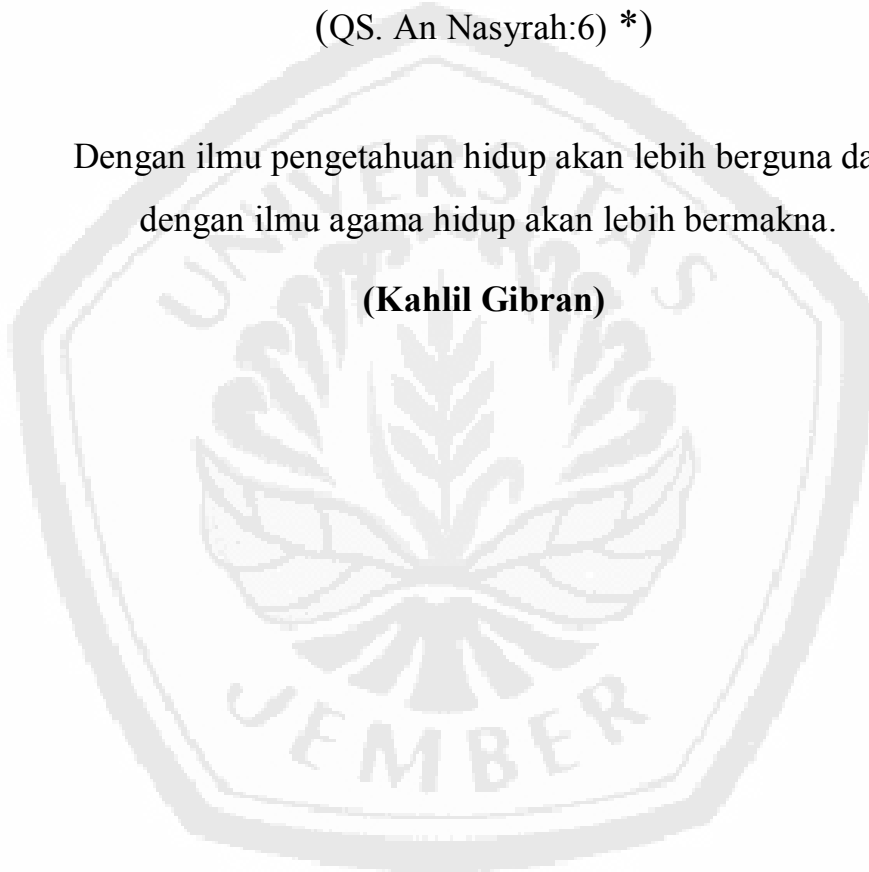 (QS. An Nasyrah:6) *)
Dengan ilmu pengetahuan hidup akan lebih berguna da
dengan ilmu agama hidup akan lebih bermakna.
(Kahlil Gibran)
UNIVERSITAS
JEMBER